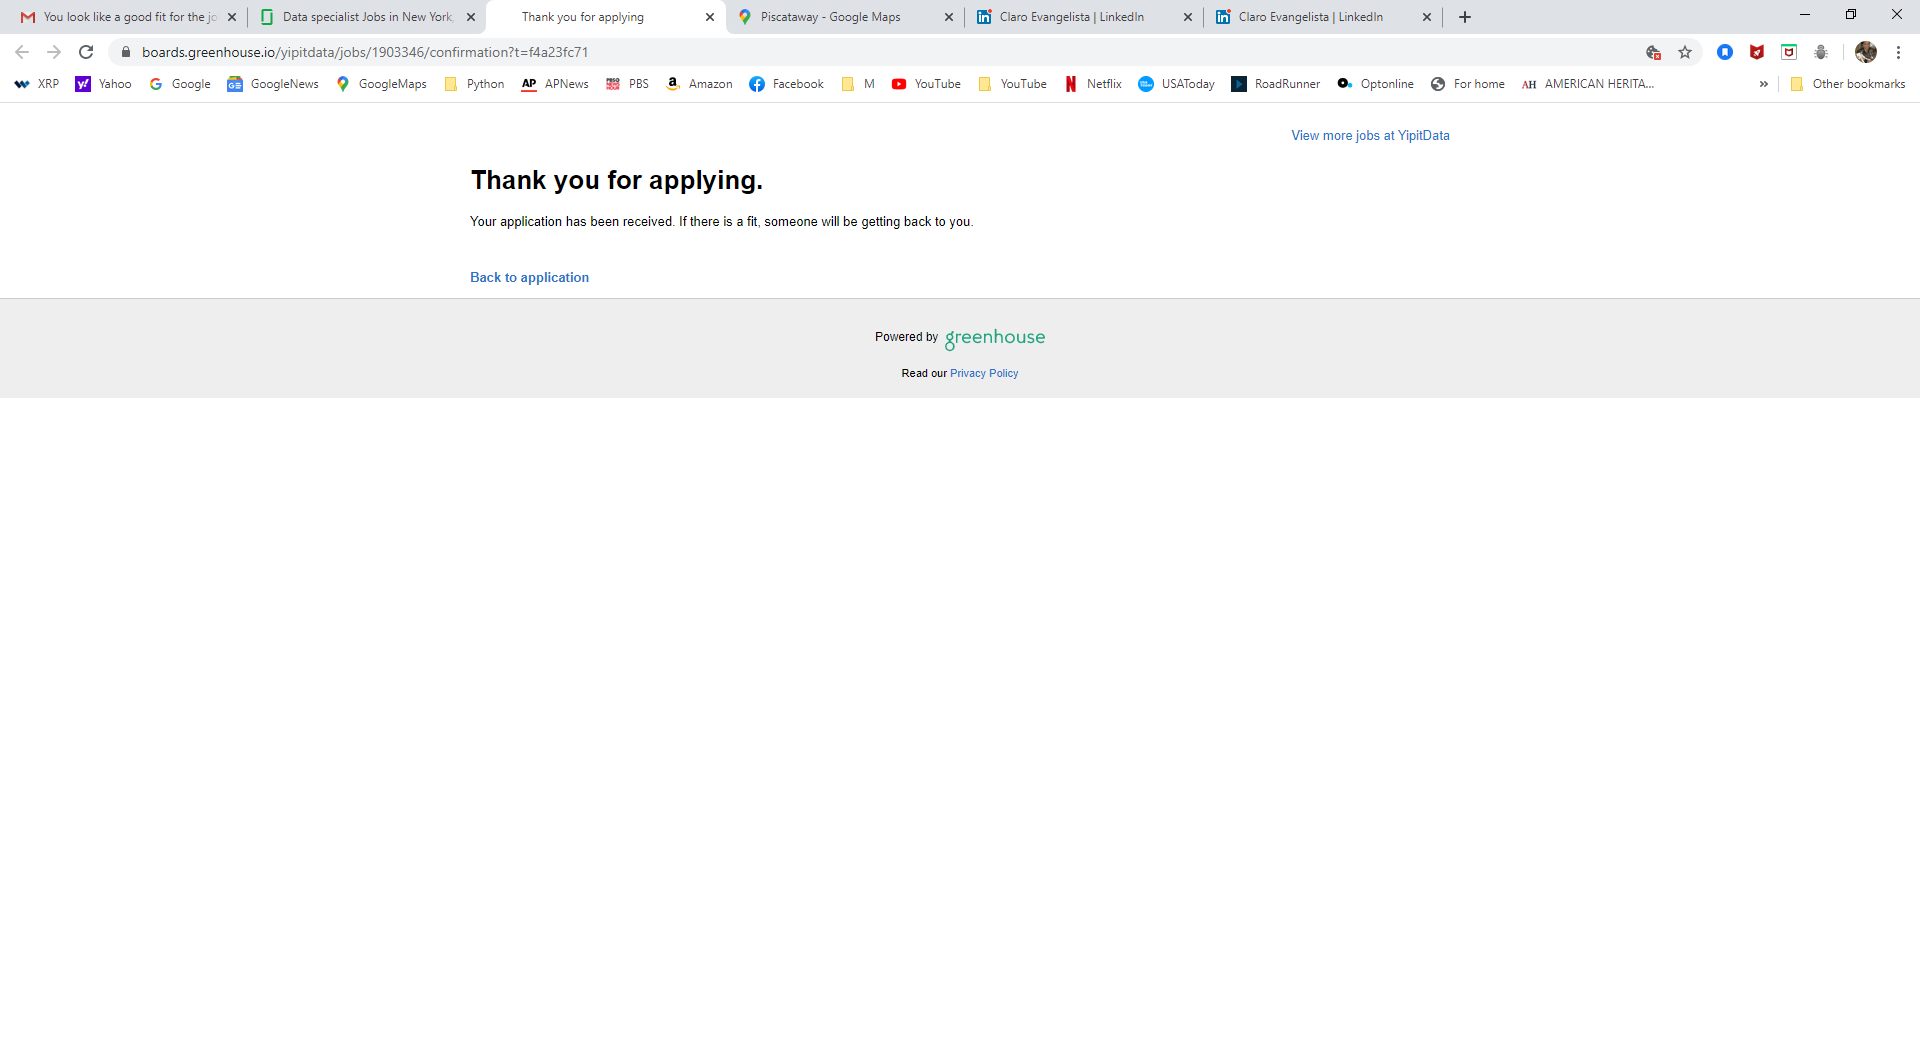 You look like a good fit for the jo
Data specialist Jobs in New York,
Thank you for applying
Piscataway - Google Maps
Claro Evangelista | LinkedIn
Claro Evangelista | LinkedIn
boards.greenhouse.io/yipitdata/jobs/1903346/confirmation?t=f4a23fc71
XRP
Yahoo
Google
GoogleNews
GoogleMaps
Python
AP APNews
PBS
Amazon
Facebook
M
YouTube
YouTube
Netflix
USAToday
RoadRunner
Optonline
For home
AH AMERICAN HERITA...
Other bookmarks
View more jobs at YipitData
Thank you for applying.
Your application has been received. If there is a fit, someone will be getting back to you.
Back to application
Powered by greenhouse
Read our Privacy Policy